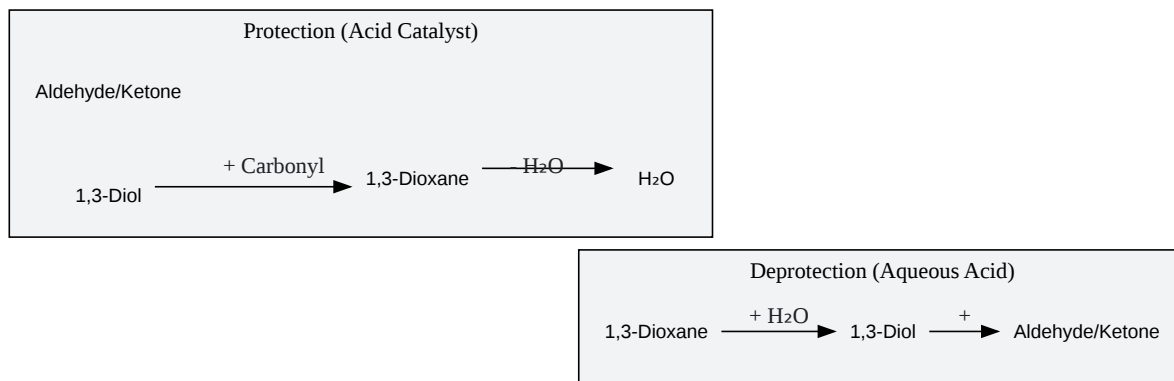 Protection (Acid Catalyst)
Aldehyde/Ketone
1,3-Diol
+ Carbonyl
1,3-Dioxane
- H₂O
H₂O
Deprotection (Aqueous Acid)
1,3-Dioxane
+ H₂O
1,3-Diol
+
Aldehyde/Ketone